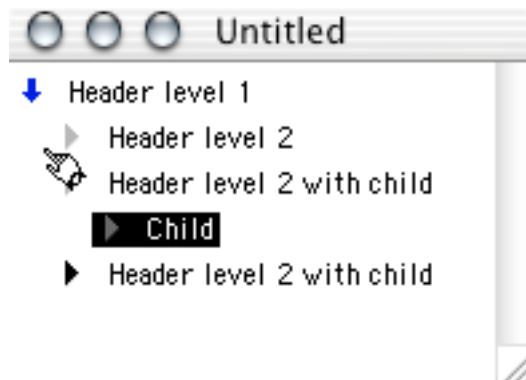 Untitled
Header level 1
Header level 2
Header level 2 with child
Child
Header level 2 with child